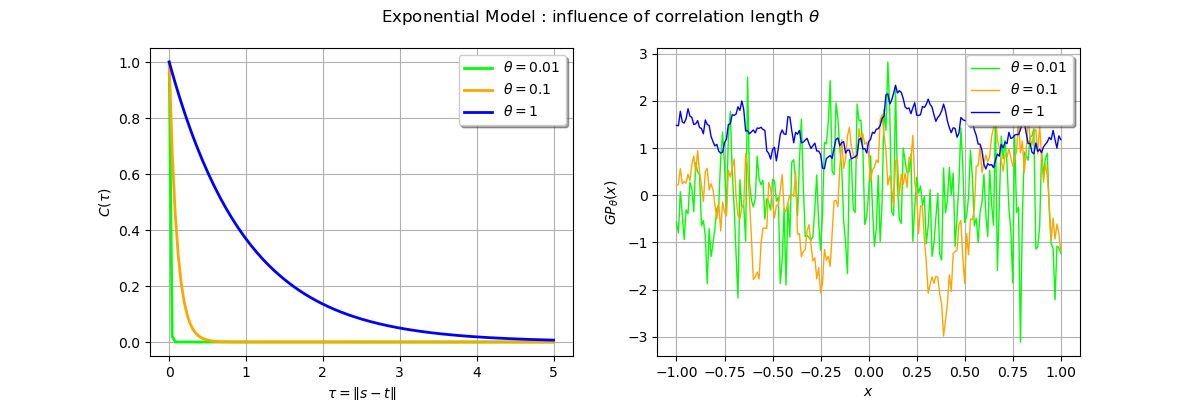 Exponential Model : influence of correlation length θ
C(τ)
1.0
0.8
0.6
0.4
0.2
0.0
0 1 2 3 4 5
τ = ‖s − t‖
θ = 0.01
θ = 0.1
θ = 1
GPθ(x)
3
2
1
0
−1
−2
−3
−1.00 −0.75 −0.50 −0.25 0.00 0.25 0.50 0.75 1.00
x
θ = 0.01
θ = 0.1
θ = 1